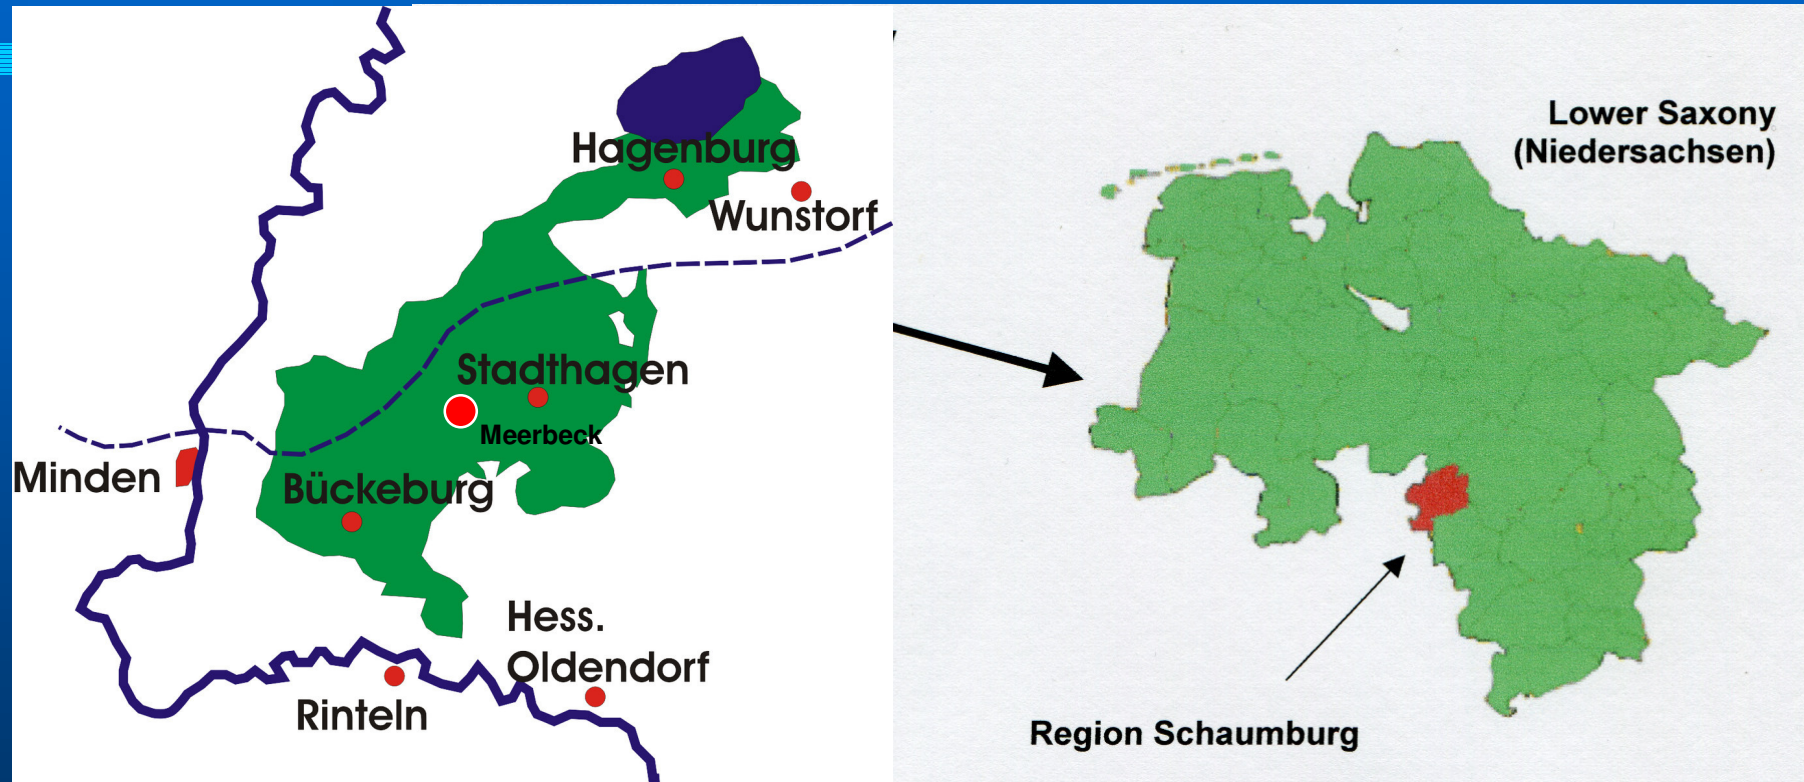 Hagenburg
Wunstorf
Stadthagen
Meerbeck
Minden
Bückeburg
Hess.
Oldendorf
Rinteln
Lower Saxony
(Niedersachsen)
Region Schaumburg